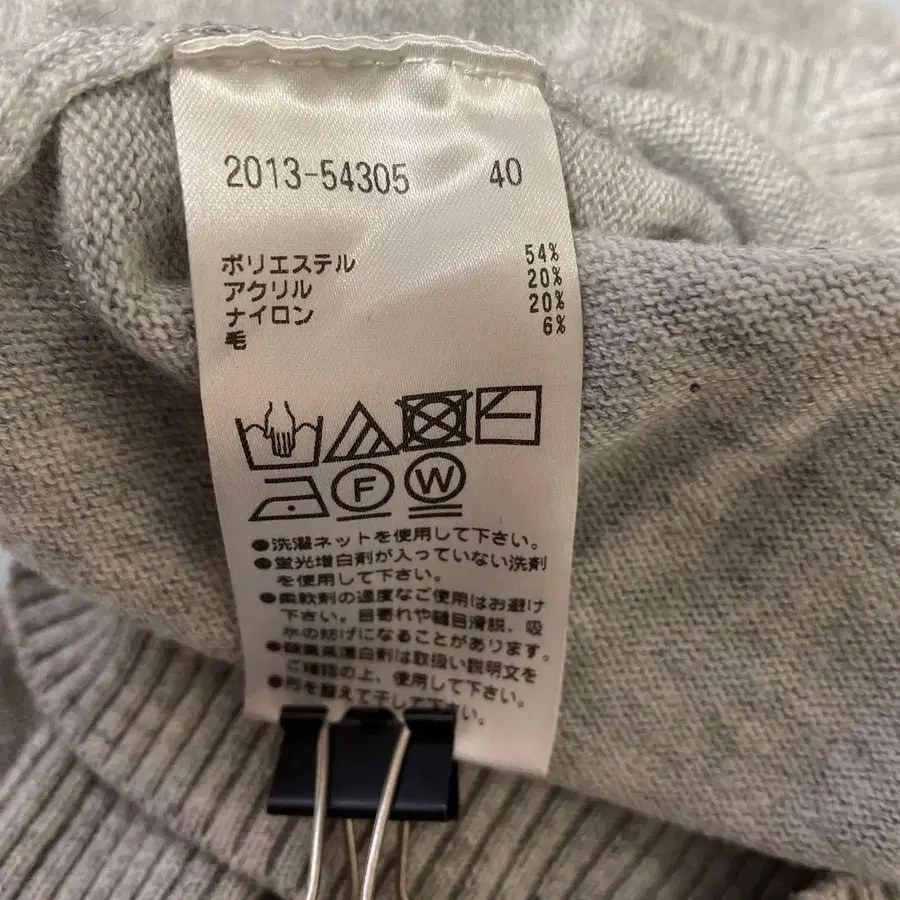 2013-54305 40
ポリエステル 54%
アクリル 20%
ナイロン 20%
毛 6%
F W
●洗濯ネットを使用して下さい。
●蛍光増白剤が入っていない洗剤
を使用して下さい。
●柔軟剤の過度なご使用はお避け
下さい。目寄れや縫目滑脱、吸
水の妨げになることがあります。
●酸素系漂白剤は取扱い説明文を
ご確認の上、使用して下さい。
●形を整えて干して下さい。